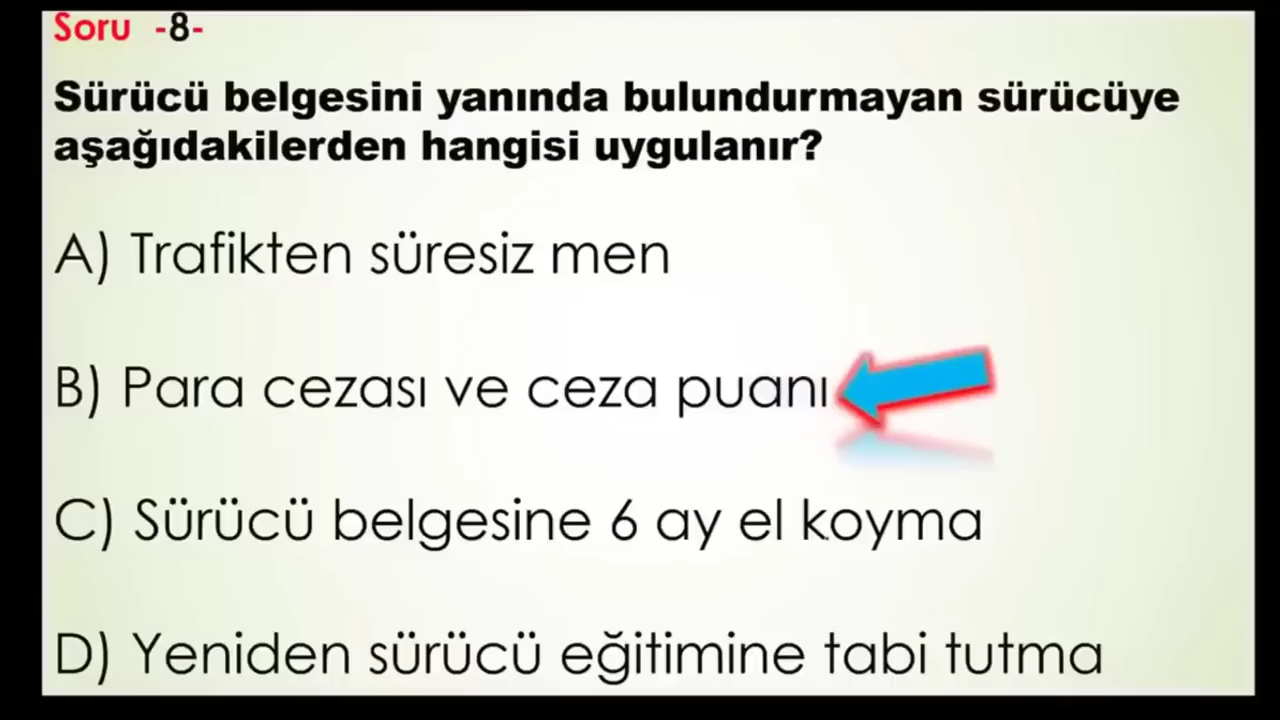 Soru -8-
Sürücü belgesini yanında bulundurmayan sürücüye
aşağıdakilerden hangisi uygulanır?
A) Trafikten süresiz men
B) Para cezası ve ceza puanı
C) Sürücü belgesine 6 ay el koyma
D) Yeniden sürücü eğitimine tabi tutma